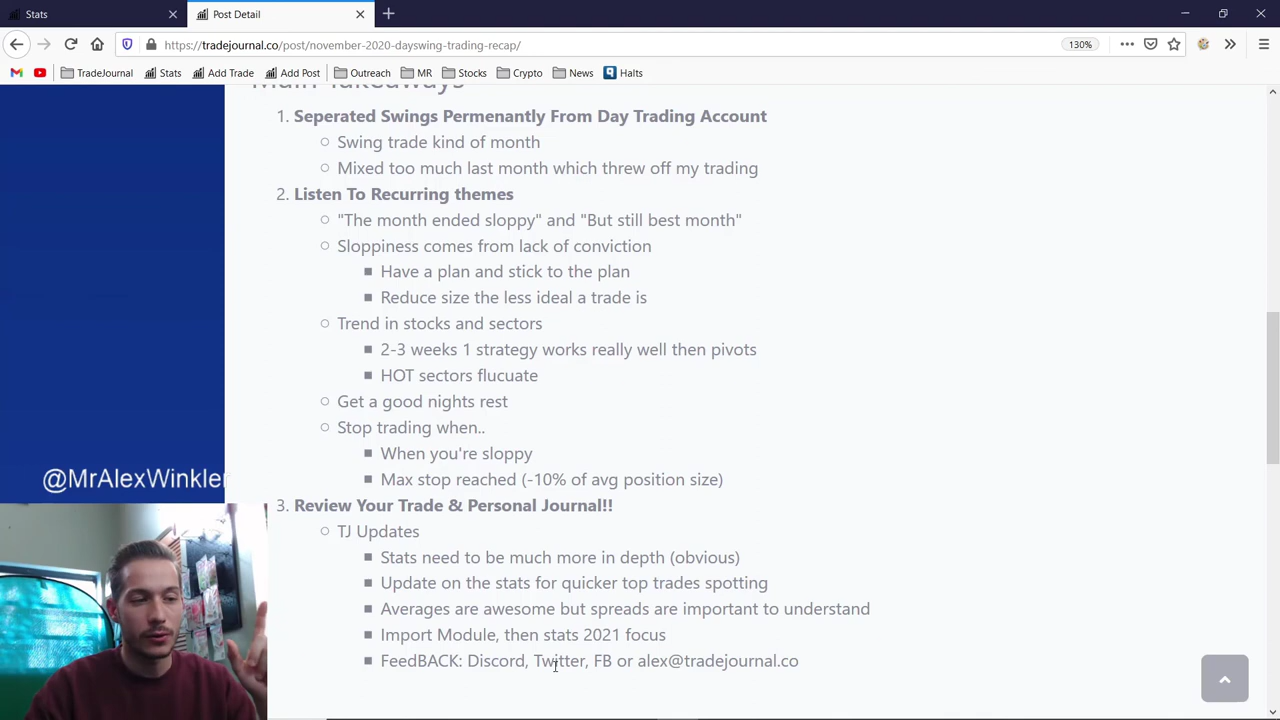 Stats
Post Detail
https://tradejournal.co/post/november-2020-dayswing-trading-recap/
130%
TradeJournal
Stats
Add Trade
Add Post
Outreach
MR
Stocks
Crypto
News
Halts
Main Takeaways
1. Seperated Swings Permenantly From Day Trading Account
Swing trade kind of month
Mixed too much last month which threw off my trading
2. Listen To Recurring themes
"The month ended sloppy" and "But still best month"
Sloppiness comes from lack of conviction
Have a plan and stick to the plan
Reduce size the less ideal a trade is
Trend in stocks and sectors
2-3 weeks 1 strategy works really well then pivots
HOT sectors flucuate
Get a good nights rest
Stop trading when..
When you're sloppy
Max stop reached (-10% of avg position size)
3. Review Your Trade & Personal Journal!!
TJ Updates
Stats need to be much more in depth (obvious)
Update on the stats for quicker top trades spotting
Averages are awesome but spreads are important to understand
Import Module, then stats 2021 focus
FeedBACK: Discord, Twitter, FB or alex@tradejournal.co
@MrAlexWinkler